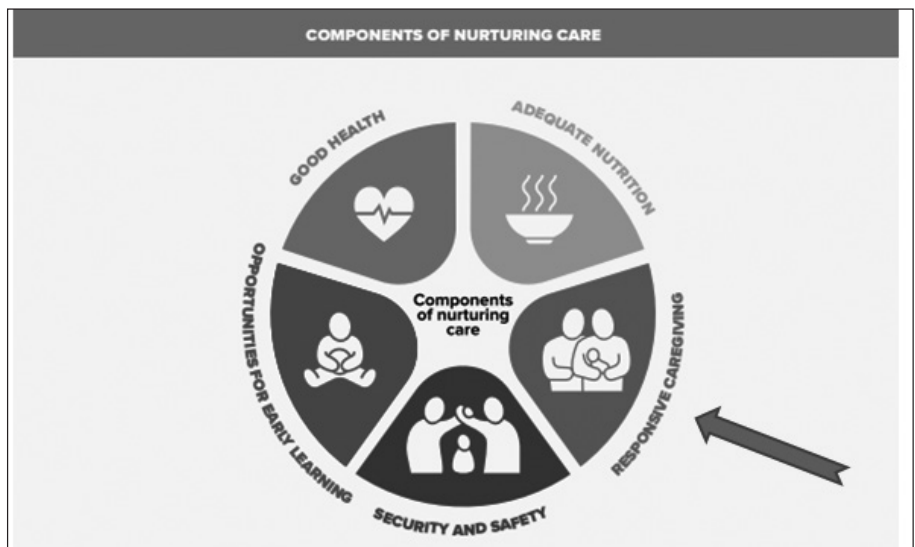 COMPONENTS OF NURTURING CARE
GOOD HEALTH
ADEQUATE NUTRITION
OPPORTUNITIES FOR EARLY LEARNING
Components
of nurturing
care
RESPONSIVE CAREGIVING
SECURITY AND SAFETY